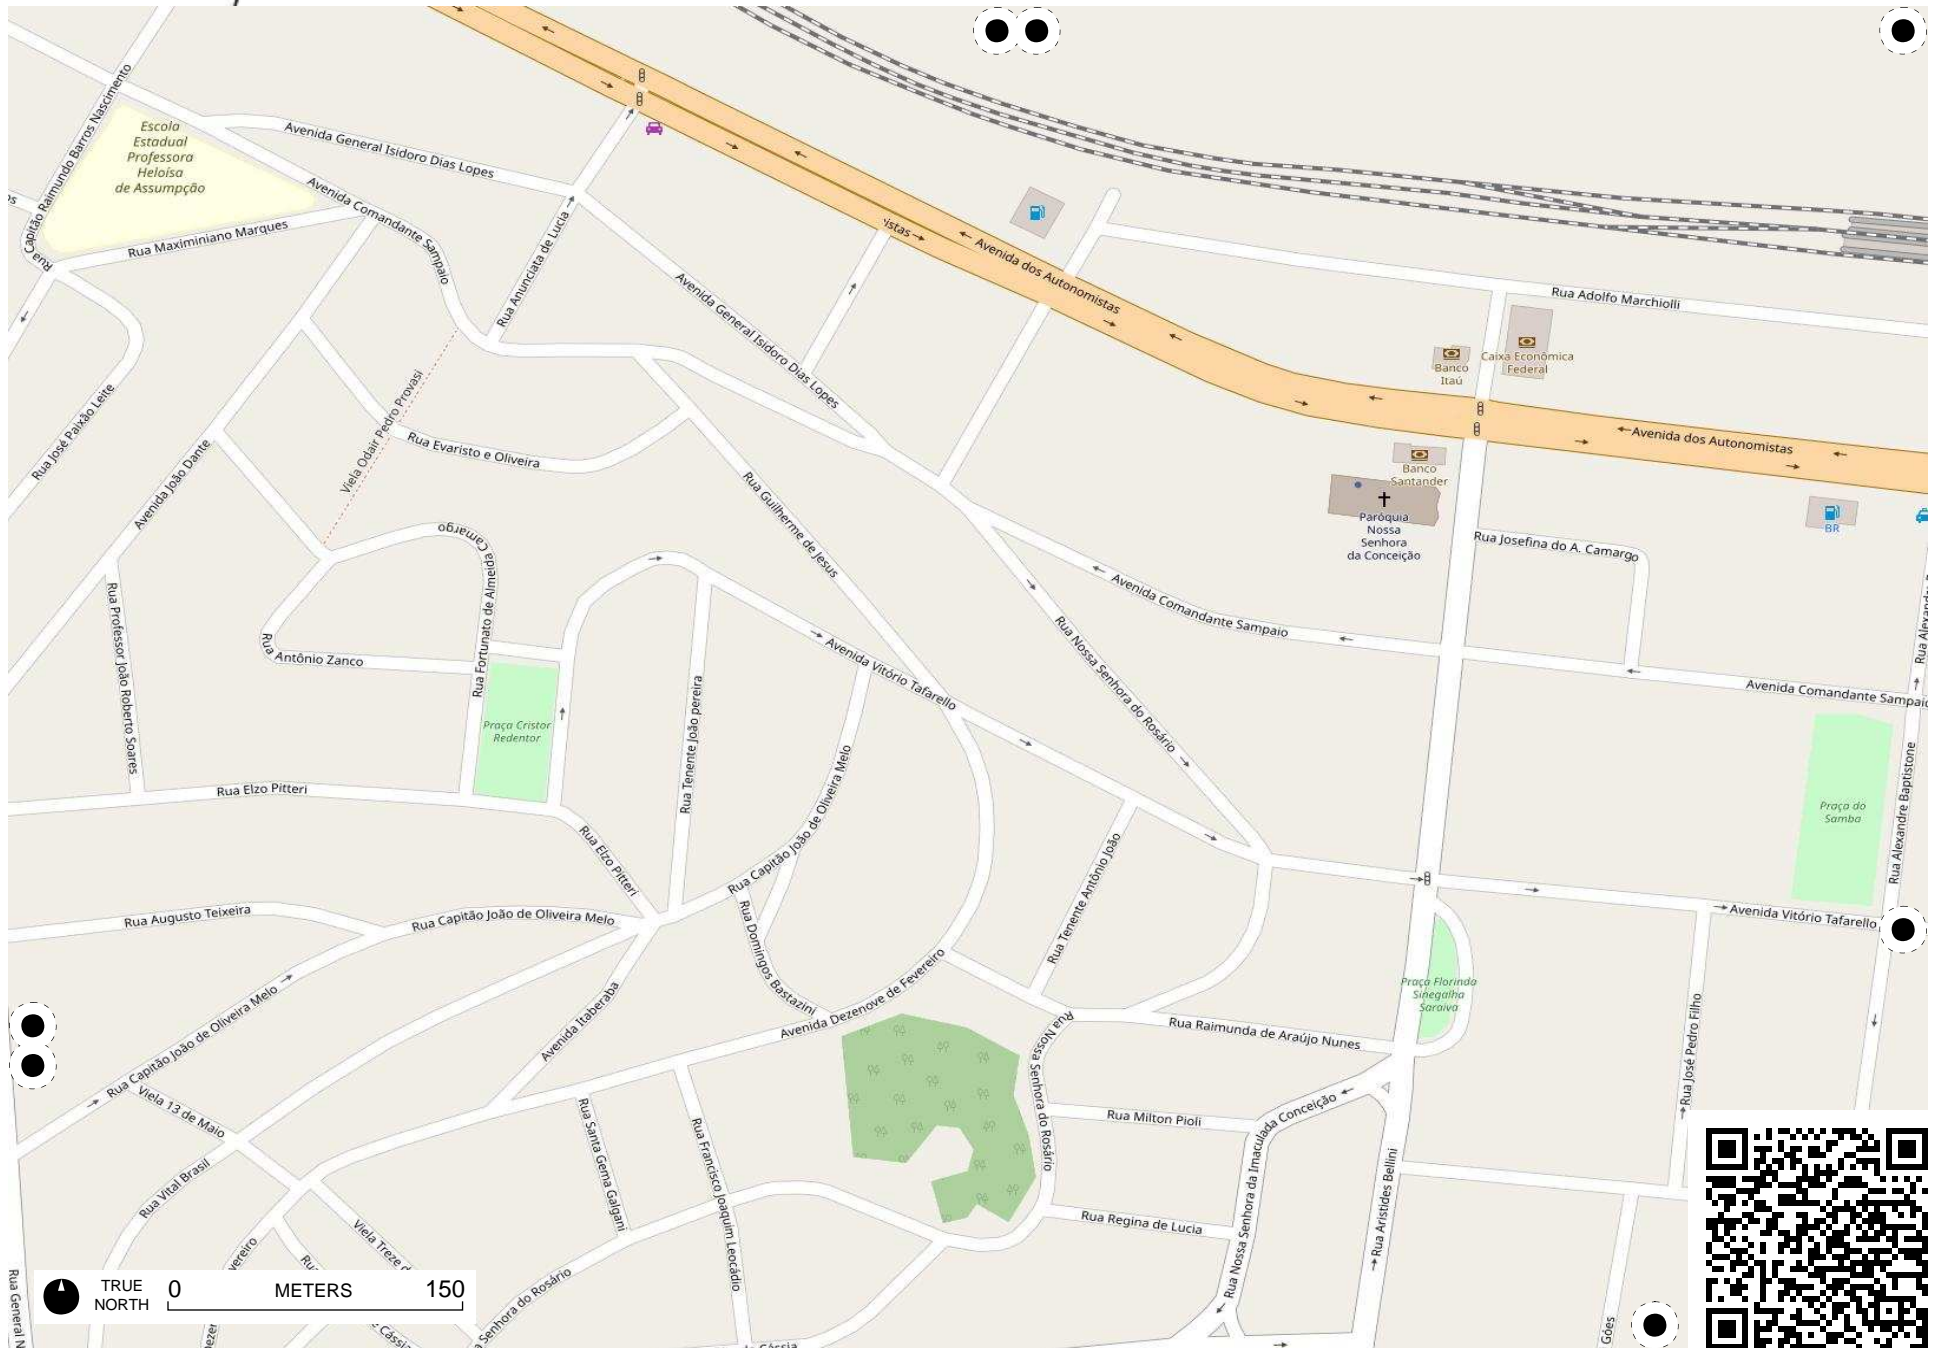 Rua Capitão Raimundo Barros Nascimento
Escola
Estadual
Professora
Heloísa
de Assumpção
Avenida General Isidoro Dias Lopes
Avenida Comandante Sampaio
Rua Maximiniano Marques
Rua Anunciata de Lucia
istas
Avenida dos Autonomistas
Avenida General Isidoro Dias Lopes
Rua Adolfo Marchiolli
Caixa Econômica
Federal
Banco
Itaú
Rua José Paixão Leite
Viela Odair Pedro Provasi
Rua Evaristo e Oliveira
Avenida João Dante
Rua Guilherme de Jesus
Avenida dos Autonomistas
Banco
Santander
Paróquia
Nossa
Senhora
da Conceição
BR
Rua Josefina do A. Camargo
Rua Fortunato de Almeida Camargo
Rua Professor João Roberto Soares
Rua Antônio Zanco
Avenida Comandante Sampaio
Rua Nossa Senhora do Rosário
Avenida Vitório Tafarello
Avenida Comandante Sampaio
Praça Cristor
Redentor
Rua Tenente João pereira
Rua Capitão João de Oliveira Melo
Rua Elzo Pitteri
Rua Elzo Pitteri
Praça do
Samba
Rua Alexandre Baptistone
Rua Tenente Antônio João
Rua Augusto Teixeira
Rua Capitão João de Oliveira Melo
Rua Domingos Bastazini
Avenida Vitório Tafarello
Avenida Dezenove de Fevereiro
Praça Florinda
Sinegalha
Saraiva
Rua Capitão João de Oliveira Melo
Avenida Itaberaba
Rua Raimunda de Araújo Nunes
Rua José Pedro Filho
Rua Nossa Senhora do Rosário
Viela 13 de Maio
Rua Milton Pioli
Rua Santa Gema Galgani
Rua Francisco Joaquim Leocádio
Rua Nossa Senhora da Imaculada Conceição
Rua Aristides Bellini
Rua Vital Brasil
Rua Regina de Lucia
Viela Treze d
vereiro
Rua
Rua General N
Senhora do Rosário
e Cássia
ezer
Góes
TRUE
NORTH
0 METERS 150